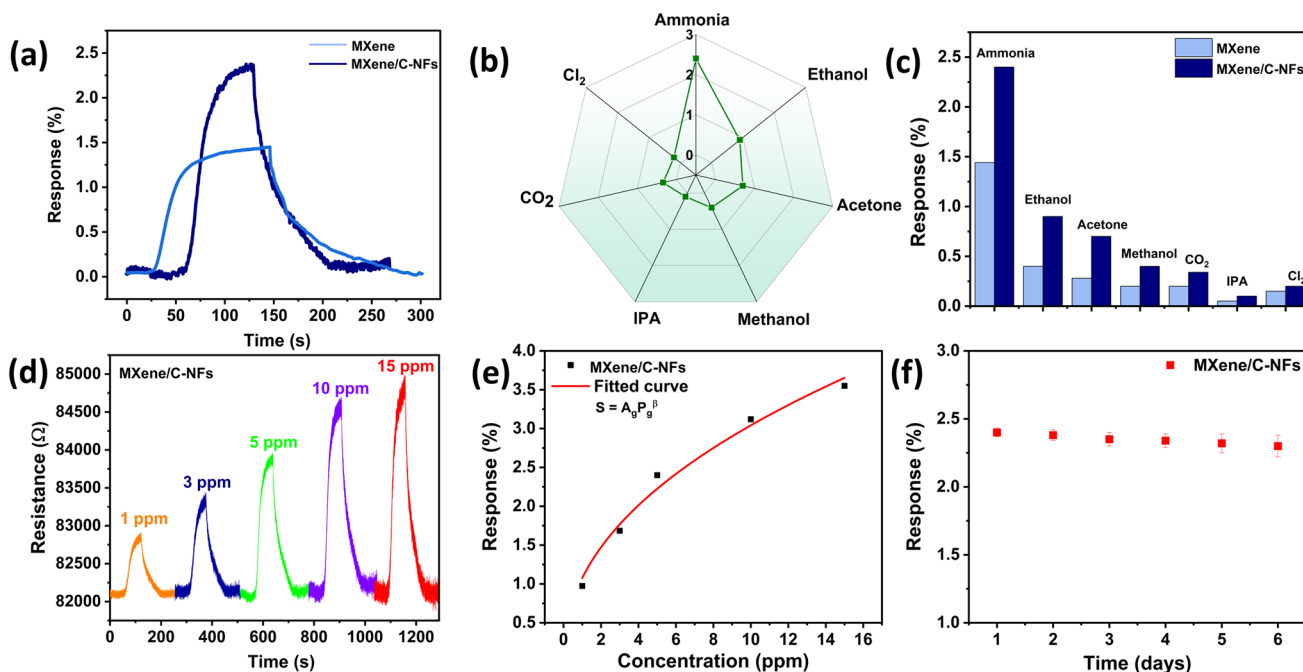 (a)
MXene
MXene/C-NFs
2.5
2.0
1.5
1.0
0.5
0.0
Response (%)
0 50 100 150 200 250 300
Time (s)
(b)
Ammonia
Ethanol
Acetone
Methanol
IPA
CO2
Cl2
3
2
1
0
(c)
MXene
MXene/C-NFs
2.5
2.0
1.5
1.0
0.5
0.0
Response (%)
Ammonia
Ethanol
Acetone
Methanol
CO2
IPA
Cl2
1 2 3 4 5 6 7
(d)
MXene/C-NFs
85000
84500
84000
83500
83000
82500
82000
Resistance (Ω)
1 ppm
3 ppm
5 ppm
10 ppm
15 ppm
0 200 400 600 800 1000 1200
Time (s)
(e)
MXene/C-NFs
Fitted curve
S = AgPgβ
4.0
3.5
3.0
2.5
2.0
1.5
1.0
0.5
Response (%)
0 2 4 6 8 10 12 14 16
Concentration (ppm)
(f)
MXene/C-NFs
3.0
2.5
2.0
1.5
1.0
Response (%)
1 2 3 4 5 6
Time (days)